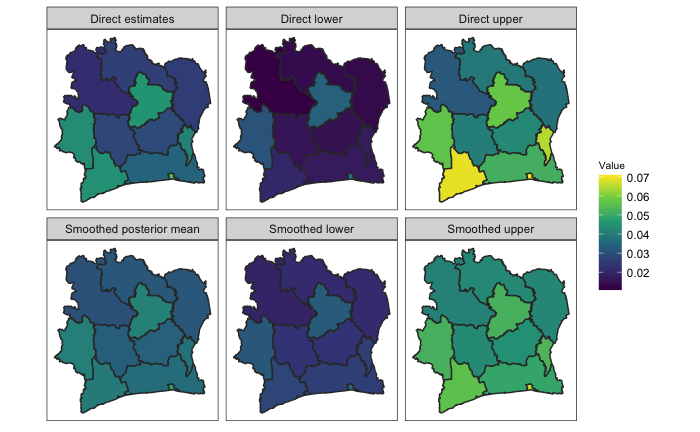 Direct estimates
Direct lower
Direct upper
Smoothed posterior mean
Smoothed lower
Smoothed upper
Value
0.07
0.06
0.05
0.04
0.03
0.02